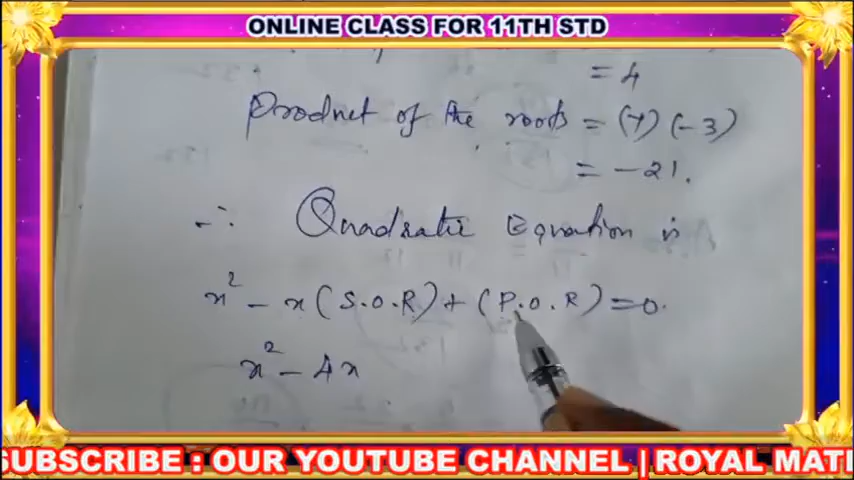 ONLINE CLASS FOR 11TH STD
= 4
Product of the roots = (7) (-3)
= -21.
∴ Quadratic Equation is
x² - x (S.O.R) + (P.O.R) = 0.
x² - 4x
SUBSCRIBE : OUR YOUTUBE CHANNEL | ROYAL MAT